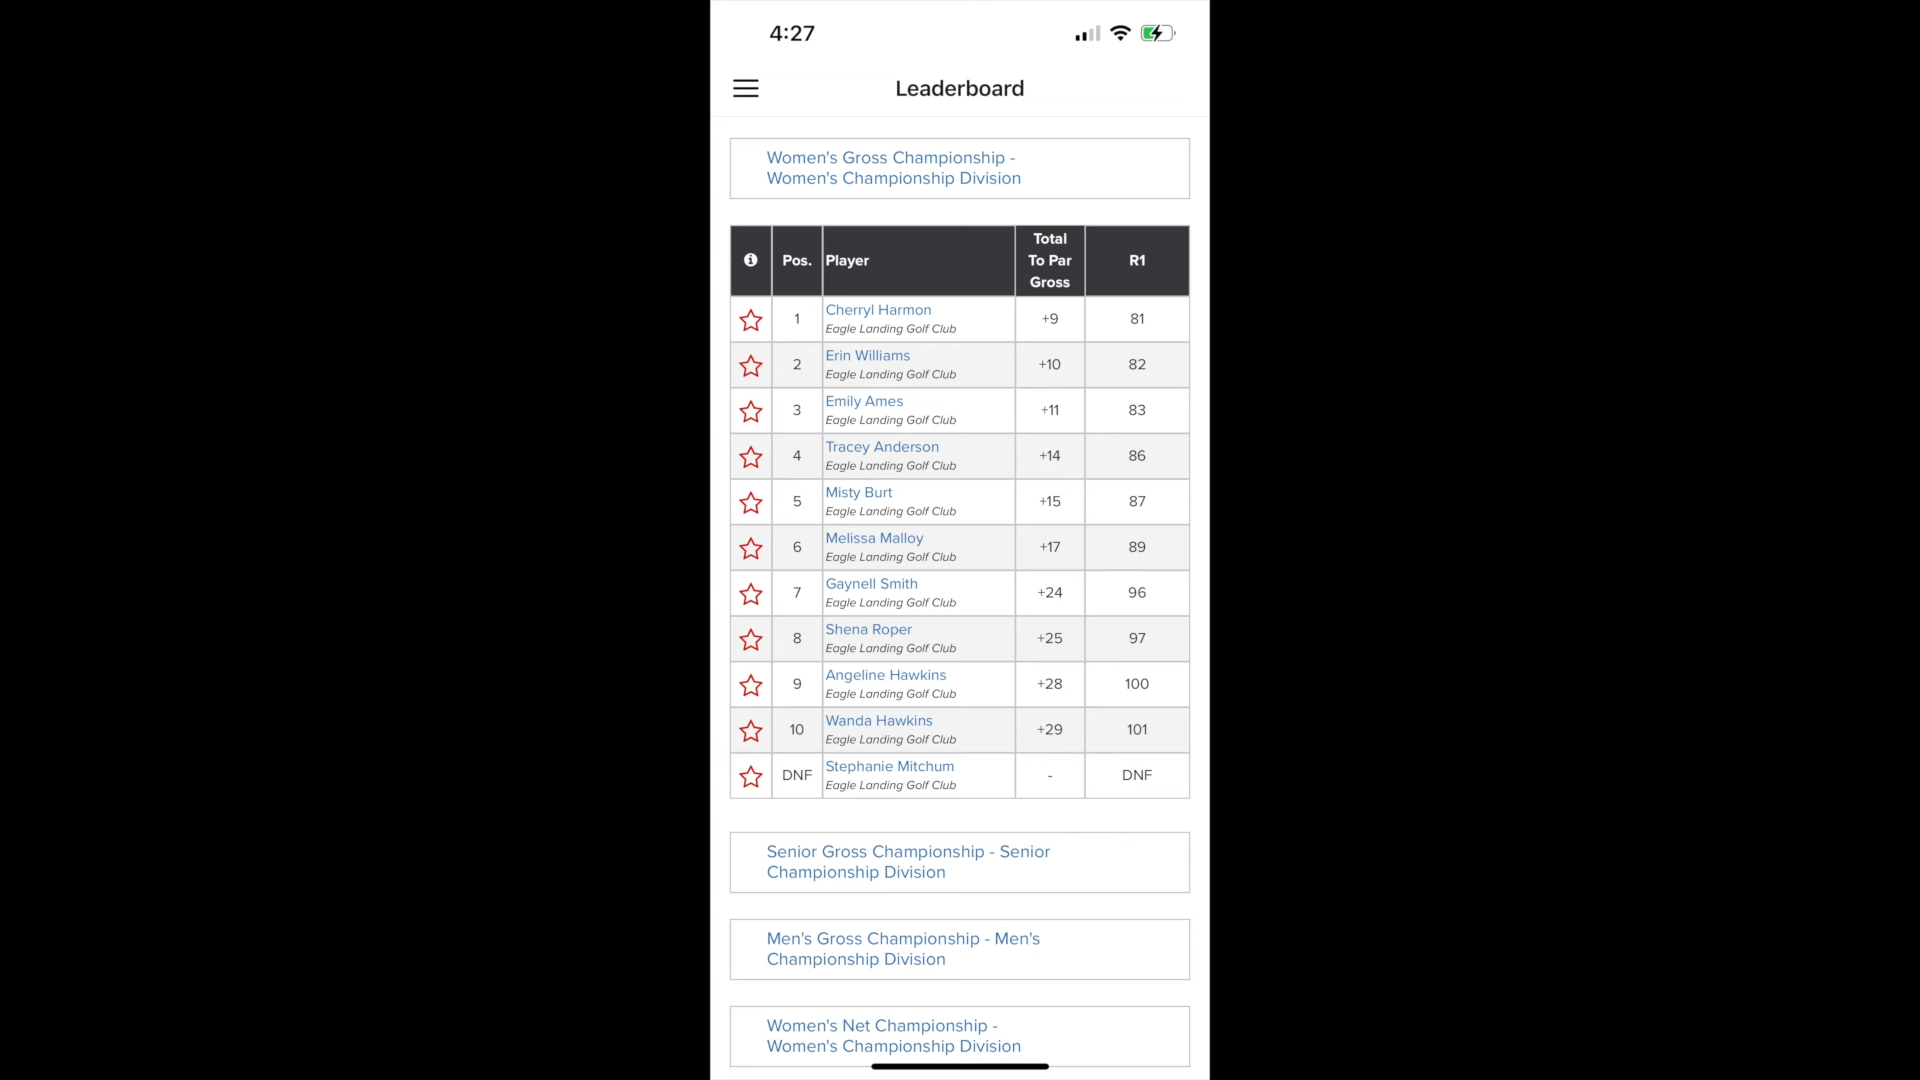 4:27
Leaderboard
Women's Gross Championship -
Women's Championship Division
Pos. Player Total To Par Gross R1
1 Cherryl Harmon +9 81
Eagle Landing Golf Club
2 Erin Williams +10 82
Eagle Landing Golf Club
3 Emily Ames +11 83
Eagle Landing Golf Club
4 Tracey Anderson +14 86
Eagle Landing Golf Club
5 Misty Burt +15 87
Eagle Landing Golf Club
6 Melissa Malloy +17 89
Eagle Landing Golf Club
7 Gaynell Smith +24 96
Eagle Landing Golf Club
8 Shena Roper +25 97
Eagle Landing Golf Club
9 Angeline Hawkins +28 100
Eagle Landing Golf Club
10 Wanda Hawkins +29 101
Eagle Landing Golf Club
DNF Stephanie Mitchum - DNF
Eagle Landing Golf Club
Senior Gross Championship - Senior
Championship Division
Men's Gross Championship - Men's
Championship Division
Women's Net Championship -
Women's Championship Division